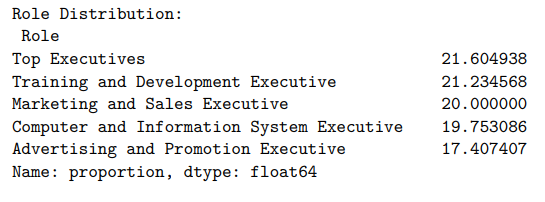 Role Distribution:
Role
Top Executives 21.604938
Training and Development Executive 21.234568
Marketing and Sales Executive 20.000000
Computer and Information System Executive 19.753086
Advertising and Promotion Executive 17.407407
Name: proportion, dtype: float64